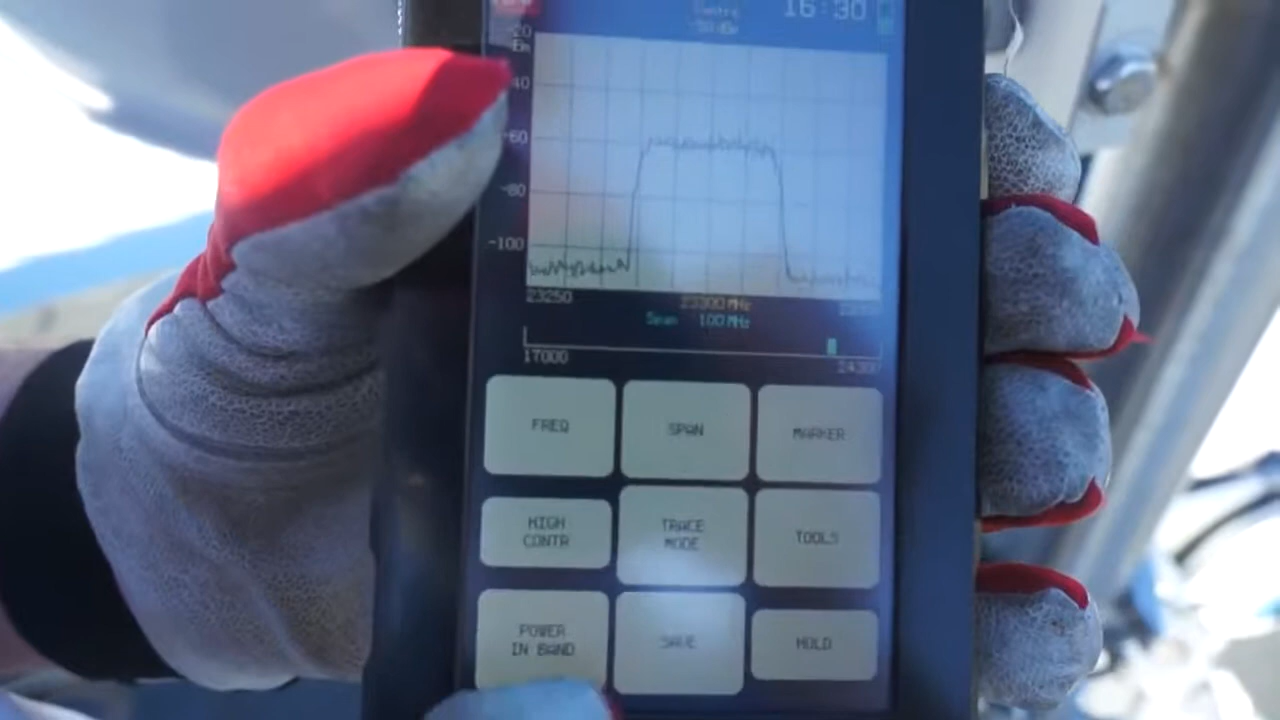 16:30
-20
-40
-60
-80
-100
23250
23300 MHz
Span 100 MHz
17000
24300
FREQ
SPAN
MARKER
HIGH
CONTR
TRACE
MODE
TOOLS
POWER
IN BAND
SAVE
HOLD